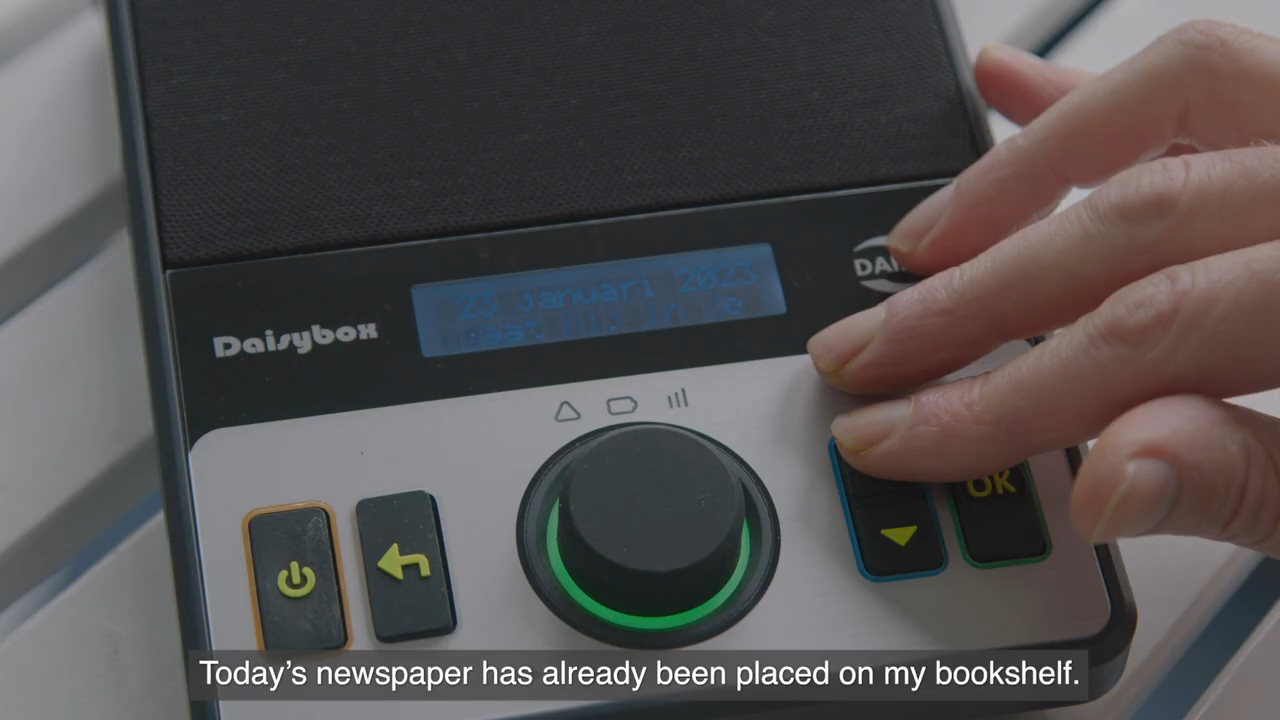 23 januari 2023
Daisybox
OK
Today's newspaper has already been placed on my bookshelf.